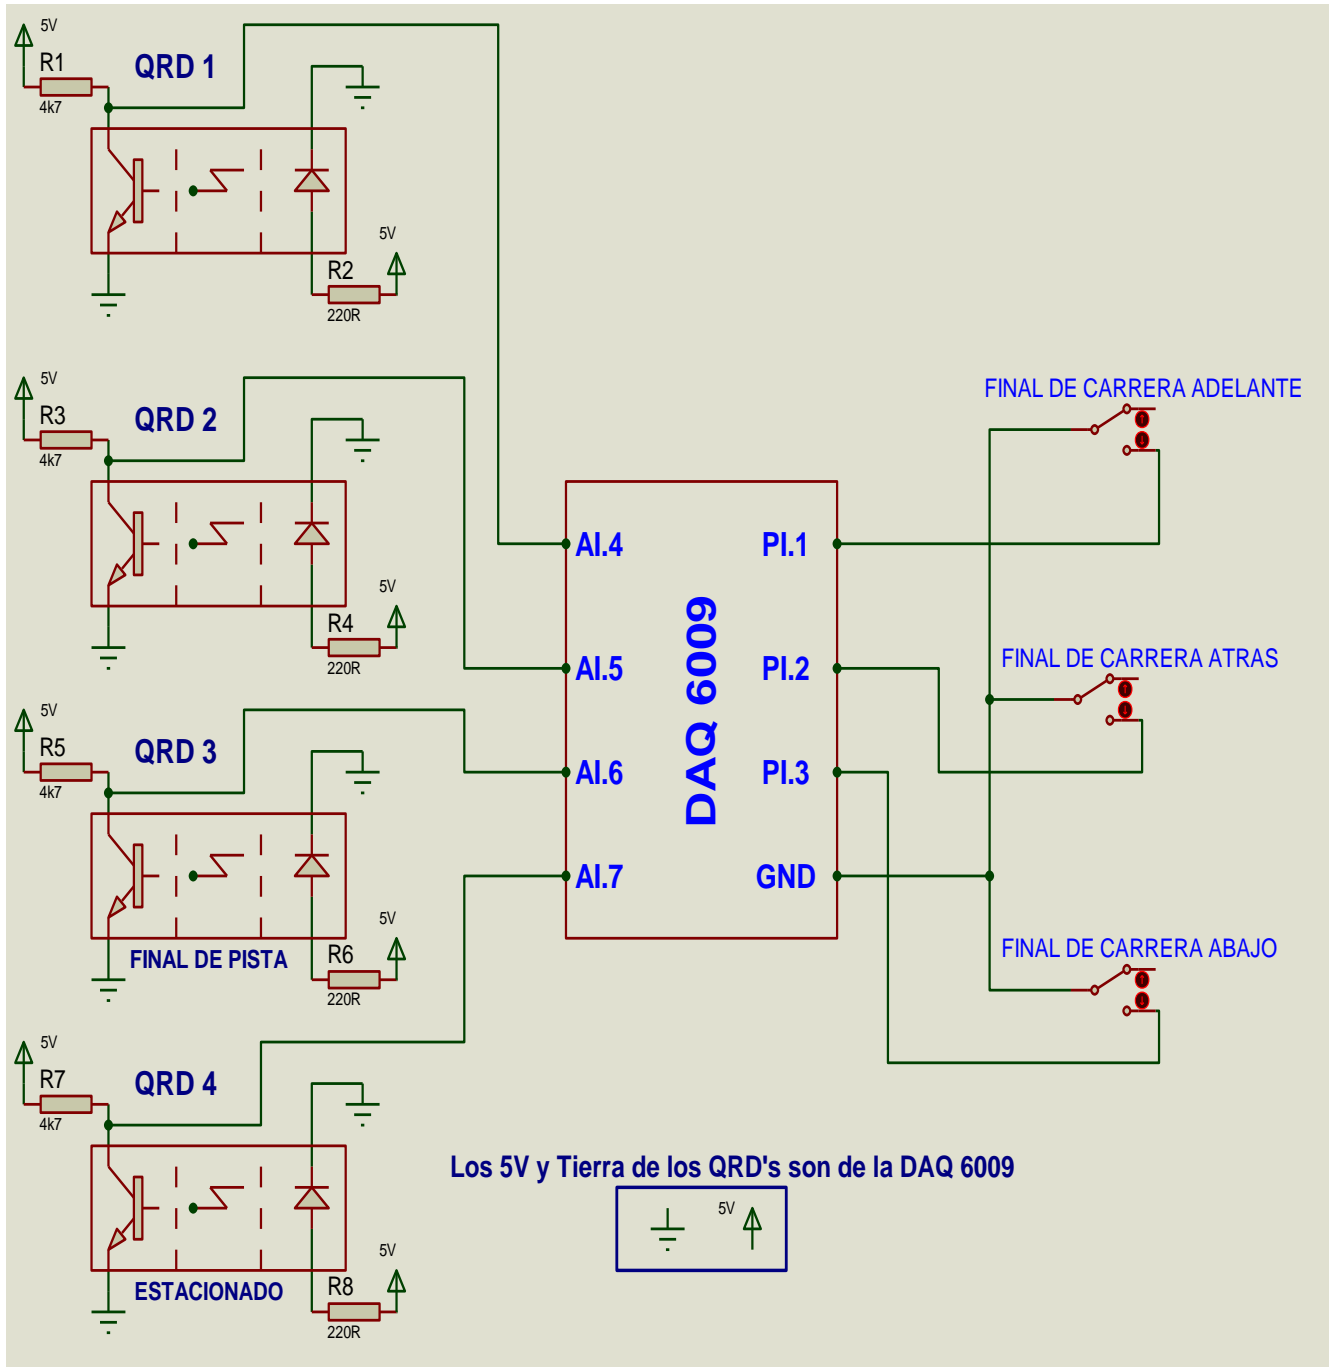 5V
R1
4k7
QRD 1
5V
R2
220R
5V
R3
4k7
QRD 2
5V
R4
220R
5V
R5
4k7
QRD 3
FINAL DE PISTA
5V
R6
220R
5V
R7
4k7
QRD 4
ESTACIONADO
5V
R8
220R
AI.4
AI.5
AI.6
AI.7
DAQ 6009
PI.1
PI.2
PI.3
GND
FINAL DE CARRERA ADELANTE
FINAL DE CARRERA ATRAS
FINAL DE CARRERA ABAJO
Los 5V y Tierra de los QRD's son de la DAQ 6009
5V